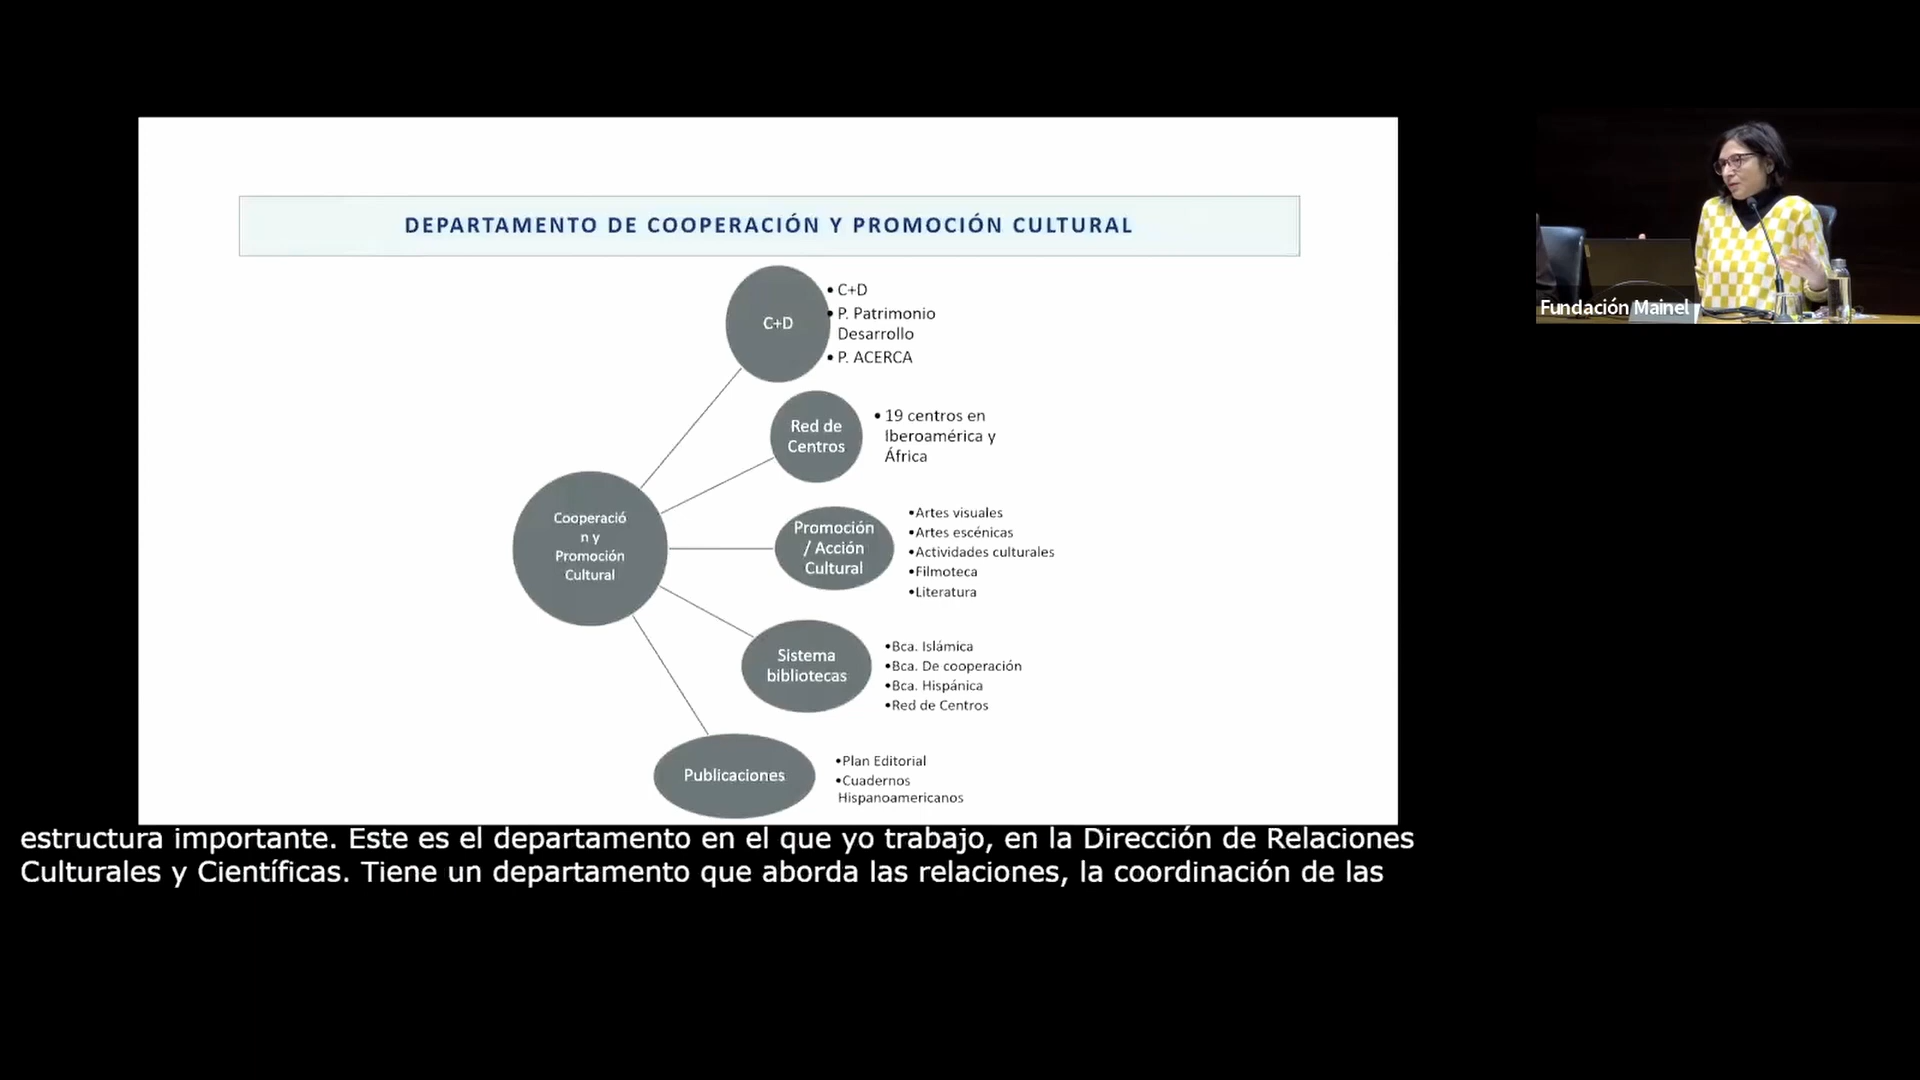 DEPARTAMENTO DE COOPERACIÓN Y PROMOCIÓN CULTURAL
C+D
• C+D
• P. Patrimonio
Desarrollo
• P. ACERCA
Red de
Centros
• 19 centros en
Iberoamérica y
África
Cooperació
n y
Promoción
Cultural
Promoción
/ Acción
Cultural
•Artes visuales
•Artes escénicas
•Actividades culturales
•Filmoteca
•Literatura
Sistema
bibliotecas
•Bca. Islámica
•Bca. De cooperación
•Bca. Hispánica
•Red de Centros
Publicaciones
•Plan Editorial
•Cuadernos
Hispanoamericanos
Fundación Mainel
estructura importante. Este es el departamento en el que yo trabajo, en la Dirección de Relaciones
Culturales y Científicas. Tiene un departamento que aborda las relaciones, la coordinación de las